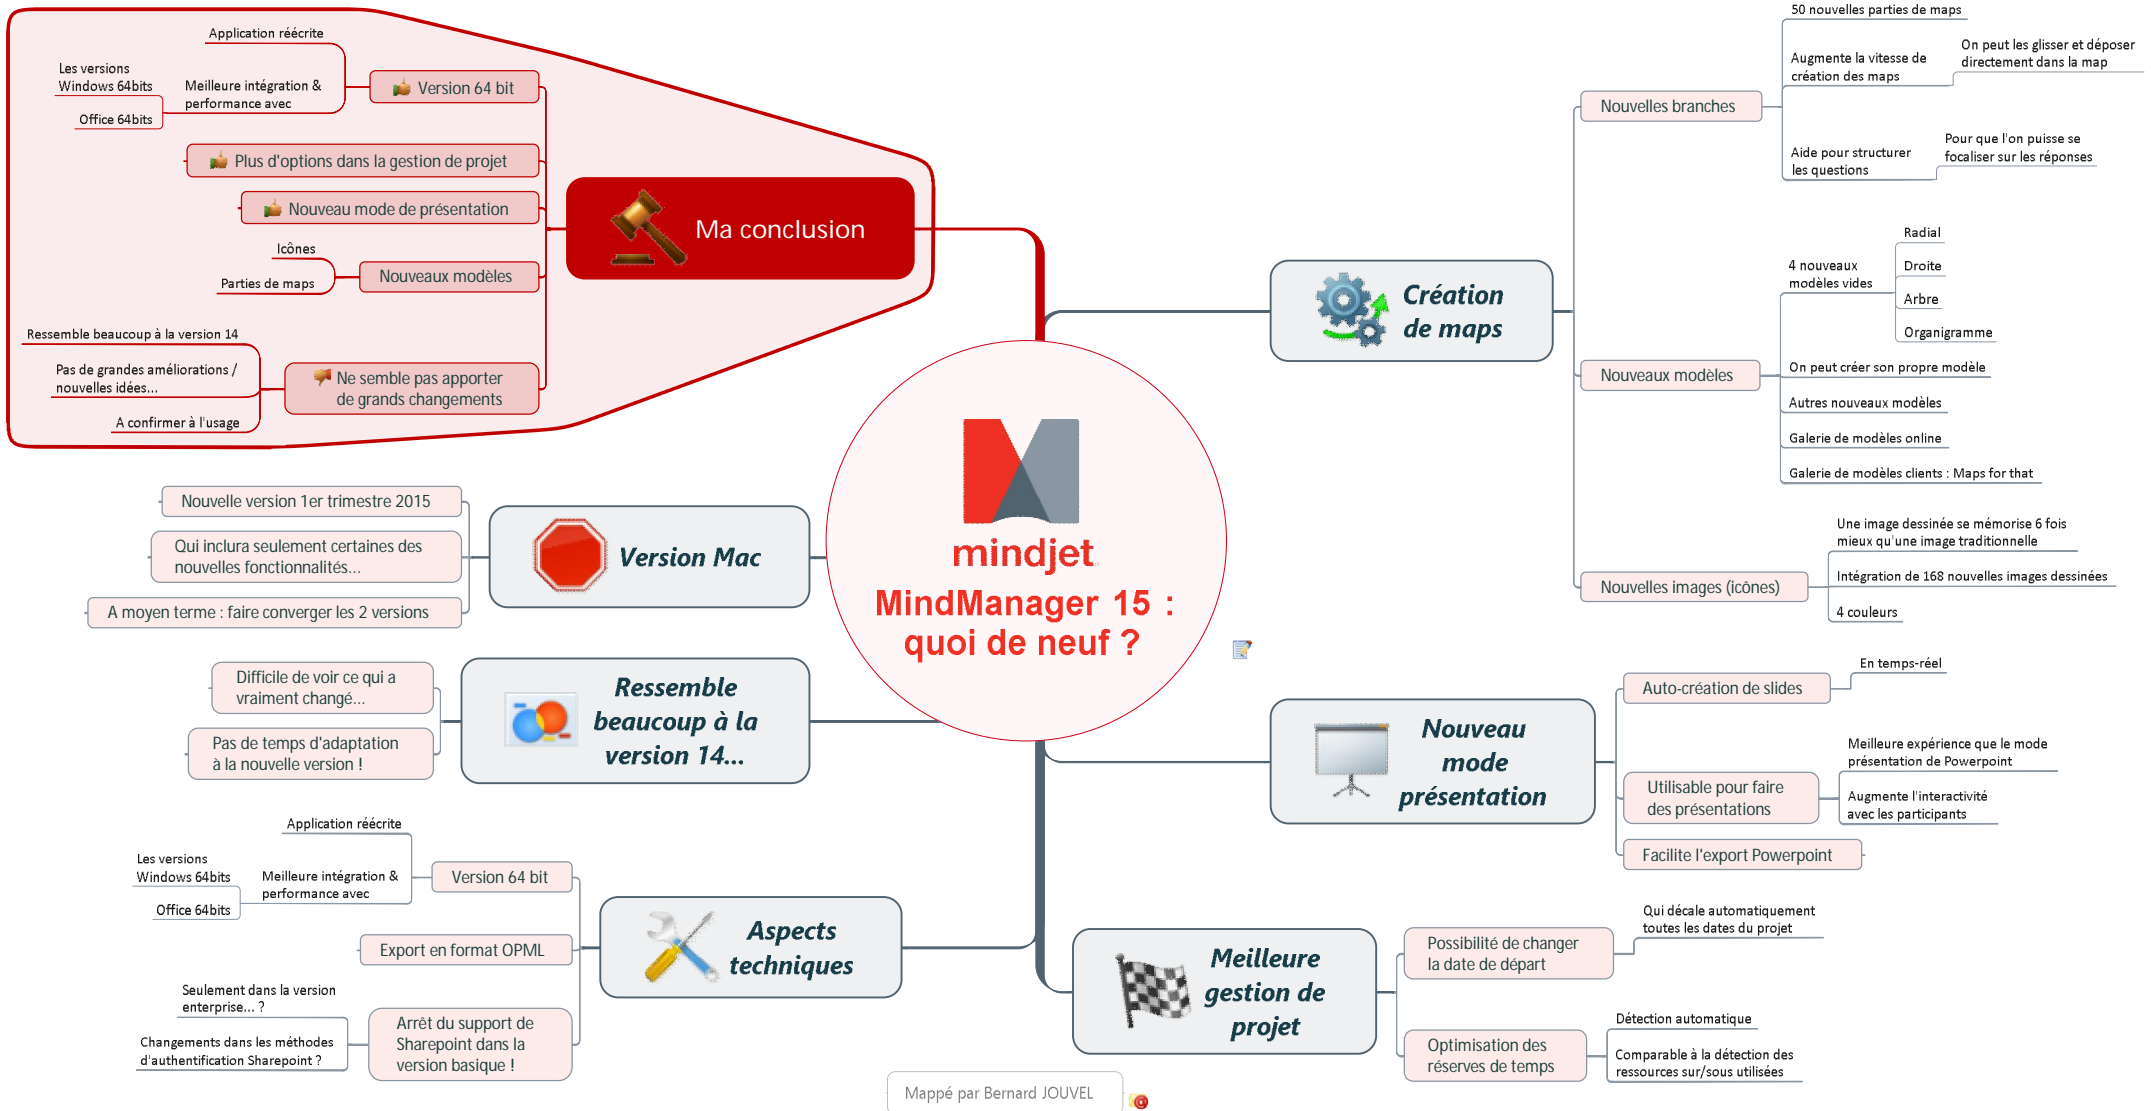 mindjet
MindManager 15 :
quoi de neuf ?
Création
de maps
Nouvelles branches
50 nouvelles parties de maps
Augmente la vitesse de
création des maps
On peut les glisser et déposer
directement dans la map
Aide pour structurer
les questions
Pour que l'on puisse se
focaliser sur les réponses
Nouveaux modèles
4 nouveaux
modèles vides
Radial
Droite
Arbre
Organigramme
On peut créer son propre modèle
Autres nouveaux modèles
Galerie de modèles online
Galerie de modèles clients : Maps for that
Nouvelles images (icônes)
Une image dessinée se mémorise 6 fois
mieux qu'une image traditionnelle
Intégration de 168 nouvelles images dessinées
4 couleurs
Nouveau
mode
présentation
Auto-création de slides
En temps-réel
Utilisable pour faire
des présentations
Meilleure expérience que le mode
présentation de Powerpoint
Augmente l'interactivité
avec les participants
Facilite l'export Powerpoint
Meilleure
gestion de
projet
Possibilité de changer
la date de départ
Qui décale automatiquement
toutes les dates du projet
Optimisation des
réserves de temps
Détection automatique
Comparable à la détection des
ressources sur/sous utilisées
Aspects
techniques
Version 64 bit
Application réécrite
Meilleure intégration &
performance avec
Les versions
Windows 64bits
Office 64bits
Export en format OPML
Arrêt du support de
Sharepoint dans la
version basique !
Seulement dans la version
enterprise... ?
Changements dans les méthodes
d'authentification Sharepoint ?
Ressemble
beaucoup à la
version 14...
Difficile de voir ce qui a
vraiment changé...
Pas de temps d'adaptation
à la nouvelle version !
Version Mac
Nouvelle version 1er trimestre 2015
Qui inclura seulement certaines des
nouvelles fonctionnalités...
A moyen terme : faire converger les 2 versions
Ma conclusion
Version 64 bit
Application réécrite
Meilleure intégration &
performance avec
Les versions
Windows 64bits
Office 64bits
Plus d'options dans la gestion de projet
Nouveau mode de présentation
Nouveaux modèles
Icônes
Parties de maps
Ne semble pas apporter
de grands changements
Ressemble beaucoup à la version 14
Pas de grandes améliorations /
nouvelles idées...
A confirmer à l'usage
Mappé par Bernard JOUVEL